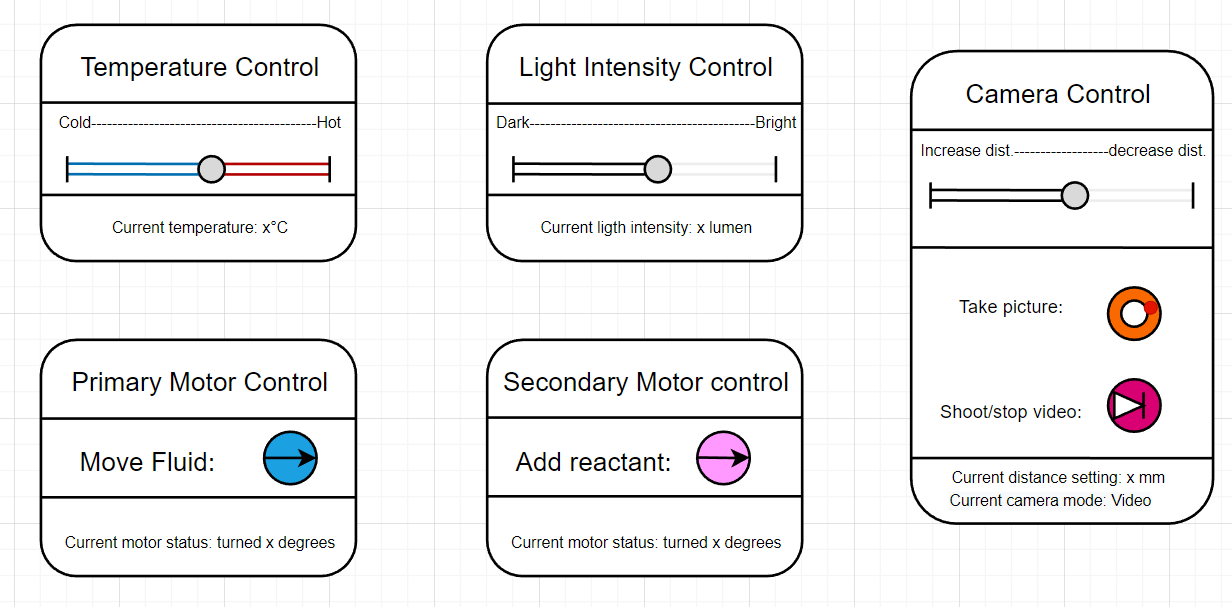 Temperature Control
Cold-------------------------------------------Hot
Current temperature: x°C
Light Intensity Control
Dark-------------------------------------------Bright
Current ligth intensity: x lumen
Camera Control
Increase dist.------------------decrease dist.
Take picture:
Shoot/stop video:
Current distance setting: x mm
Current camera mode: Video
Primary Motor Control
Move Fluid:
Current motor status: turned x degrees
Secondary Motor control
Add reactant:
Current motor status: turned x degrees